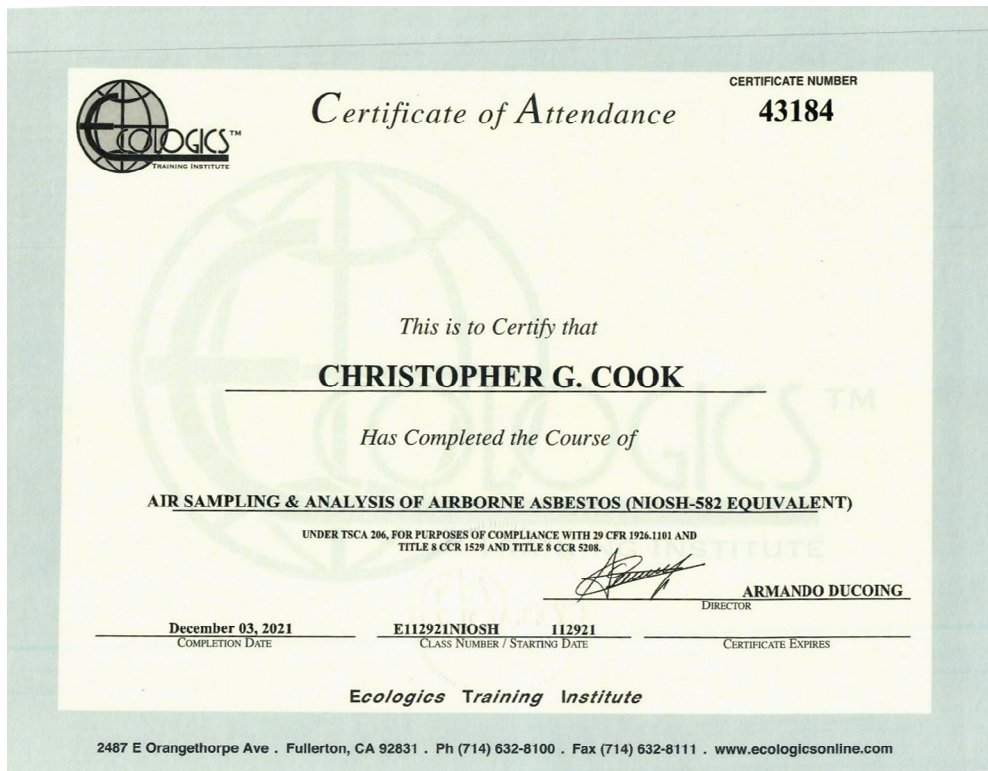 ECOLOGICS™
TRAINING INSTITUTE
Certificate of Attendance
CERTIFICATE NUMBER
43184
This is to Certify that
CHRISTOPHER G. COOK
Has Completed the Course of
AIR SAMPLING & ANALYSIS OF AIRBORNE ASBESTOS (NIOSH-582 EQUIVALENT)
UNDER TSCA 206, FOR PURPOSES OF COMPLIANCE WITH 29 CFR 1926.1101 AND
TITLE 8 CCR 1529 AND TITLE 8 CCR 5208.
ARMANDO DUCOING
DIRECTOR
December 03, 2021 E112921NIOSH 112921
COMPLETION DATE CLASS NUMBER / STARTING DATE CERTIFICATE EXPIRES
Ecologics Training Institute
2487 E Orangethorpe Ave . Fullerton, CA 92831 . Ph (714) 632-8100 . Fax (714) 632-8111 . www.ecologicsonline.com